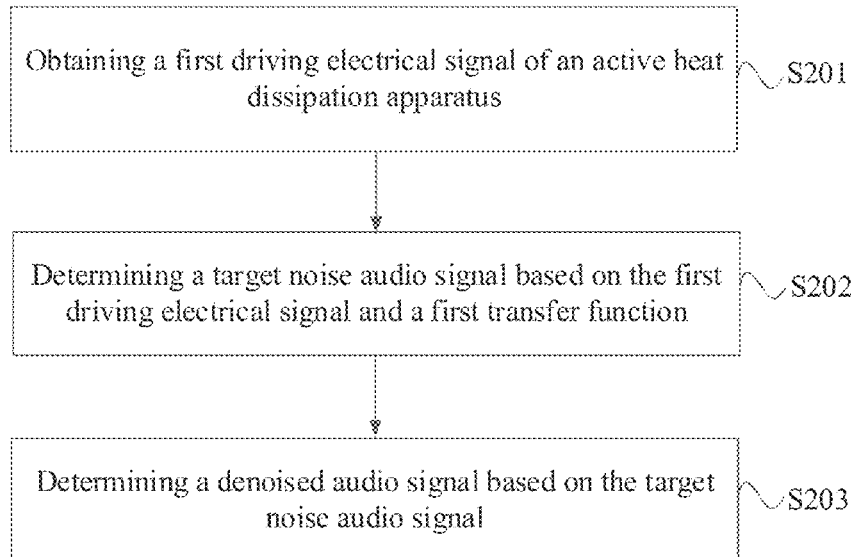 Obtaining a first driving electrical signal of an active heat
dissipation apparatus
S201
Determining a target noise audio signal based on the first
driving electrical signal and a first transfer function
S202
Determining a denoised audio signal based on the target
noise audio signal
S203